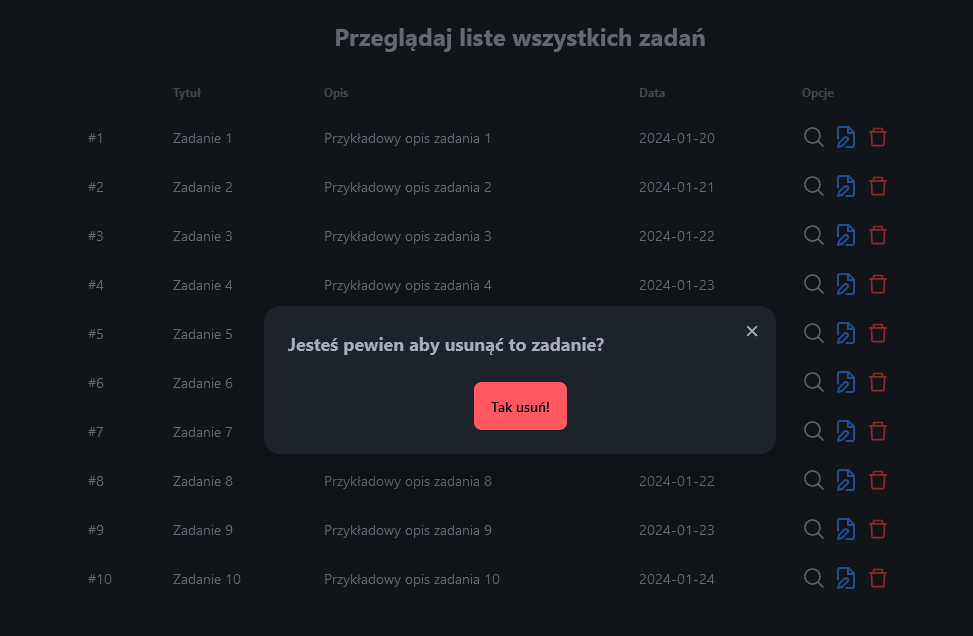 Przeglądaj liste wszystkich zadań
Tytuł Opis Data Opcje
#1 Zadanie 1 Przykładowy opis zadania 1 2024-01-20
#2 Zadanie 2 Przykładowy opis zadania 2 2024-01-21
#3 Zadanie 3 Przykładowy opis zadania 3 2024-01-22
#4 Zadanie 4 Przykładowy opis zadania 4 2024-01-23
#5 Zadanie 5
Jesteś pewien aby usunąć to zadanie?
#6 Zadanie 6
Tak usuń!
#7 Zadanie 7
#8 Zadanie 8 Przykładowy opis zadania 8 2024-01-22
#9 Zadanie 9 Przykładowy opis zadania 9 2024-01-23
#10 Zadanie 10 Przykładowy opis zadania 10 2024-01-24